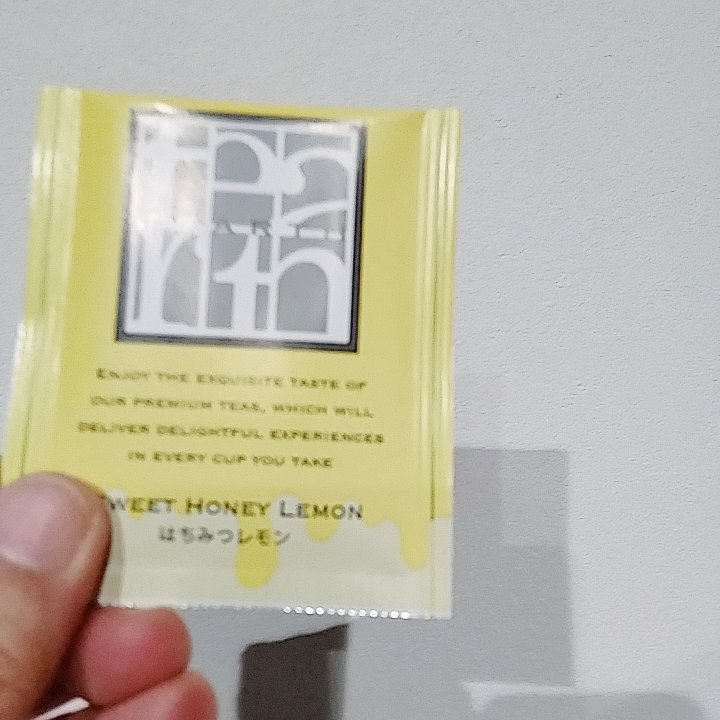 ENJOY THE EXQUISITE TASTE OF
OUR PREMIUM TEAS, WHICH WILL
DELIVER DELIGHTFUL EXPERIENCES
IN EVERY CUP YOU TAKE
SWEET HONEY LEMON
はちみつレモン